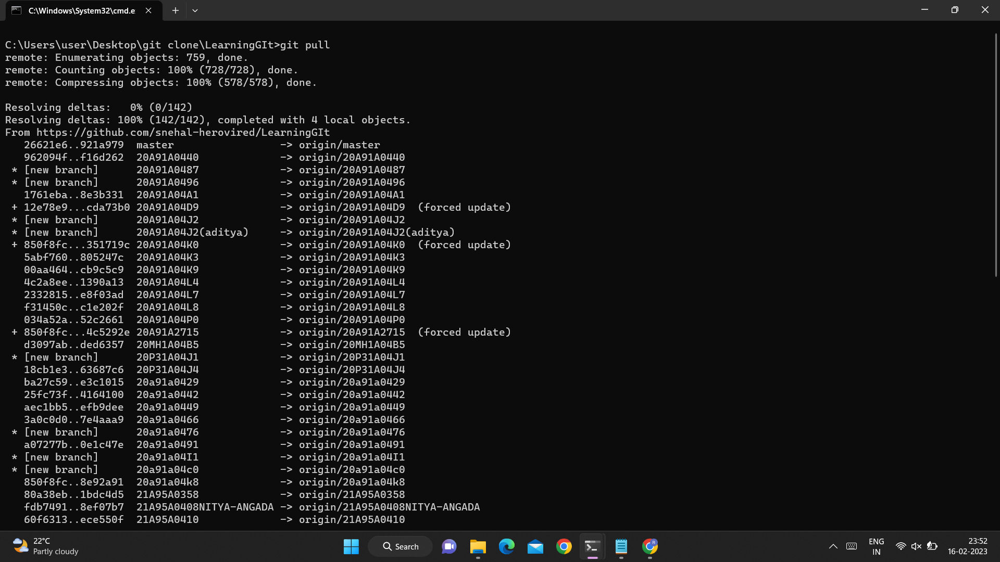 C:\Windows\System32\cmd.e
C:\Users\user\Desktop\git clone\LearningGIt>git pull
remote: Enumerating objects: 759, done.
remote: Counting objects: 100% (728/728), done.
remote: Compressing objects: 100% (578/578), done.
Resolving deltas:   0% (0/142)
Resolving deltas: 100% (142/142), completed with 4 local objects.
From https://github.com/snehal-herovired/LearningGIt
   26621e6..921a979  master                 -> origin/master
   962094f..f16d262  20A91A0440             -> origin/20A91A0440
 * [new branch]      20A91A0487             -> origin/20A91A0487
 * [new branch]      20A91A0496             -> origin/20A91A0496
   1761eba..8e3b331  20A91A04A1             -> origin/20A91A04A1
 + 12e78e9...cda73b0 20A91A04D9             -> origin/20A91A04D9  (forced update)
 * [new branch]      20A91A04J2             -> origin/20A91A04J2
 * [new branch]      20A91A04J2(aditya)     -> origin/20A91A04J2(aditya)
 + 850f8fc...351719c 20A91A04K0             -> origin/20A91A04K0  (forced update)
   5abf760..805247c  20A91A04K3             -> origin/20A91A04K3
   00aa464..cb9c5c9  20A91A04K9             -> origin/20A91A04K9
   4c2a8ee..1390a13  20A91A04L4             -> origin/20A91A04L4
   2332815..e8f03ad  20A91A04L7             -> origin/20A91A04L7
   f31450c..c1e202f  20A91A04L8             -> origin/20A91A04L8
   034a52a..52c2661  20A91A04P0             -> origin/20A91A04P0
 + 850f8fc...4c5292e 20A91A2715             -> origin/20A91A2715  (forced update)
   d3097ab..ded6357  20MH1A04B5             -> origin/20MH1A04B5
 * [new branch]      20P31A04J1             -> origin/20P31A04J1
   18cb1e3..63687c6  20P31A04J4             -> origin/20P31A04J4
   ba27c59..e3c1015  20a91a0429             -> origin/20a91a0429
   25fc73f..4164100  20a91a0442             -> origin/20a91a0442
   aec1bb5..efb9dee  20a91a0449             -> origin/20a91a0449
   3a0c0d0..7e4aaa9  20a91a0466             -> origin/20a91a0466
 * [new branch]      20a91a0476             -> origin/20a91a0476
   a07277b..0e1c47e  20a91a0491             -> origin/20a91a0491
 * [new branch]      20a91a04I1             -> origin/20a91a04I1
 * [new branch]      20a91a04c0             -> origin/20a91a04c0
   850f8fc..8e92a91  20a91a04k8             -> origin/20a91a04k8
   80a38eb..1bdc4d5  21A95A0358             -> origin/21A95A0358
   fdb7491..8ef07b7  21A95A0408NITYA-ANGADA -> origin/21A95A0408NITYA-ANGADA
   60f6313..ece550f  21A95A0410             -> origin/21A95A0410
22°C
Partly cloudy
Search
R
ENG
IN
23:52
16-02-2023